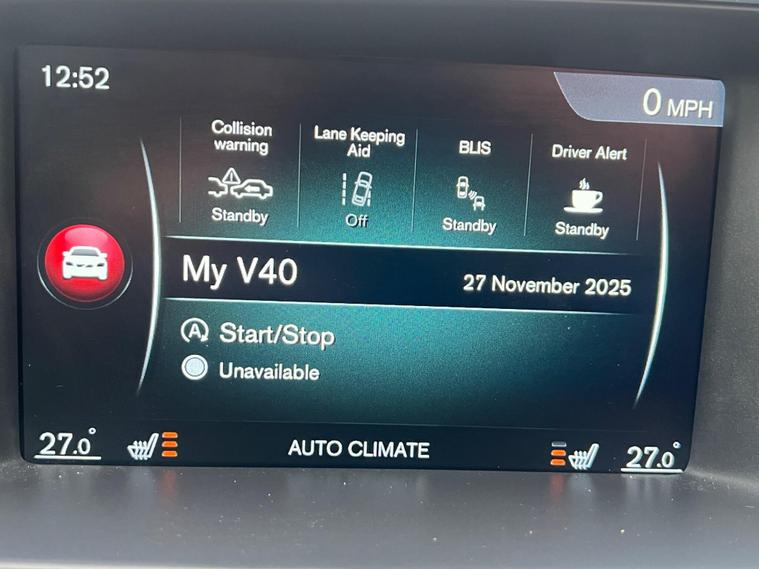 12:52
0 MPH
Collision
warning
Standby
Lane Keeping
Aid
Off
BLIS
Standby
Driver Alert
Standby
My V40
27 November 2025
A Start/Stop
Unavailable
27.0°
AUTO CLIMATE
27.0°